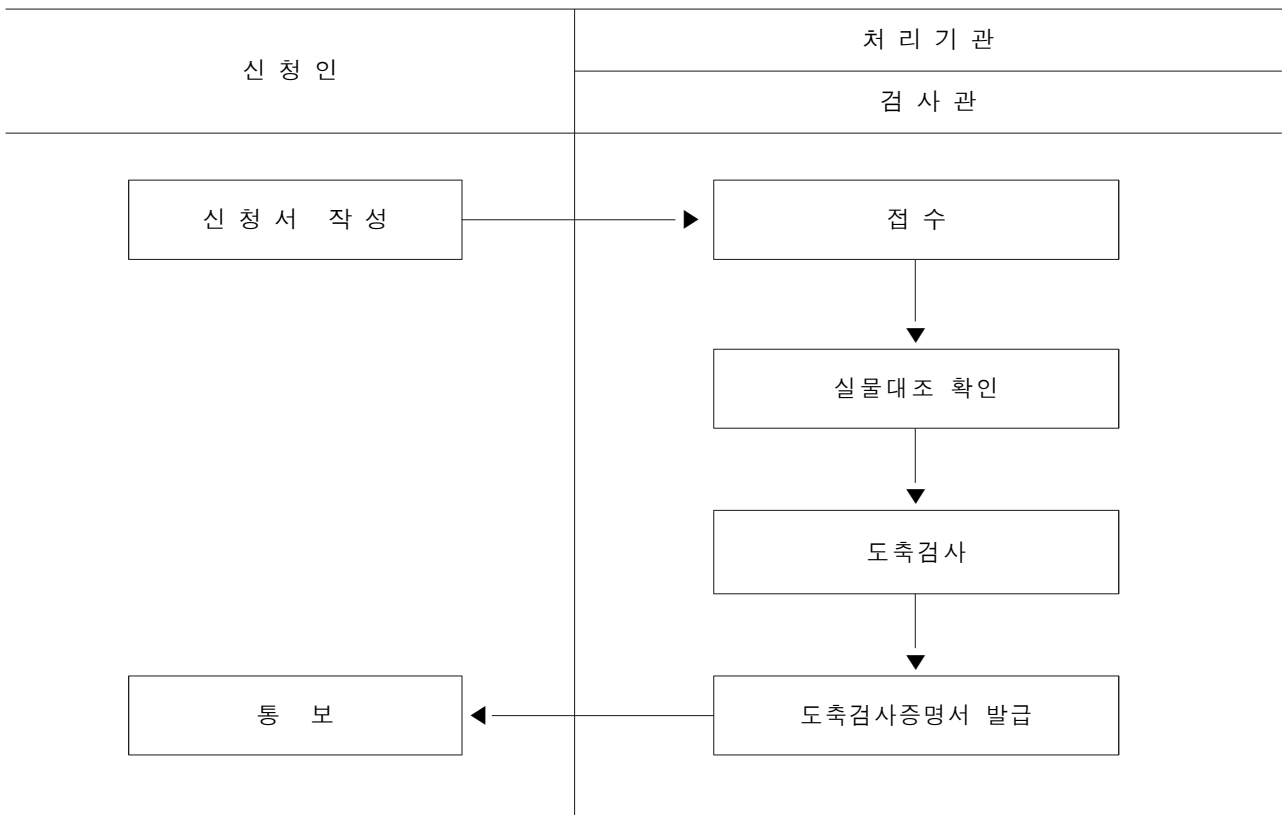 신 청 인
처 리 기 관
검 사 관
신 청 서 작 성
접 수
실물대조 확인
도축검사
도축검사증명서 발급
통 보